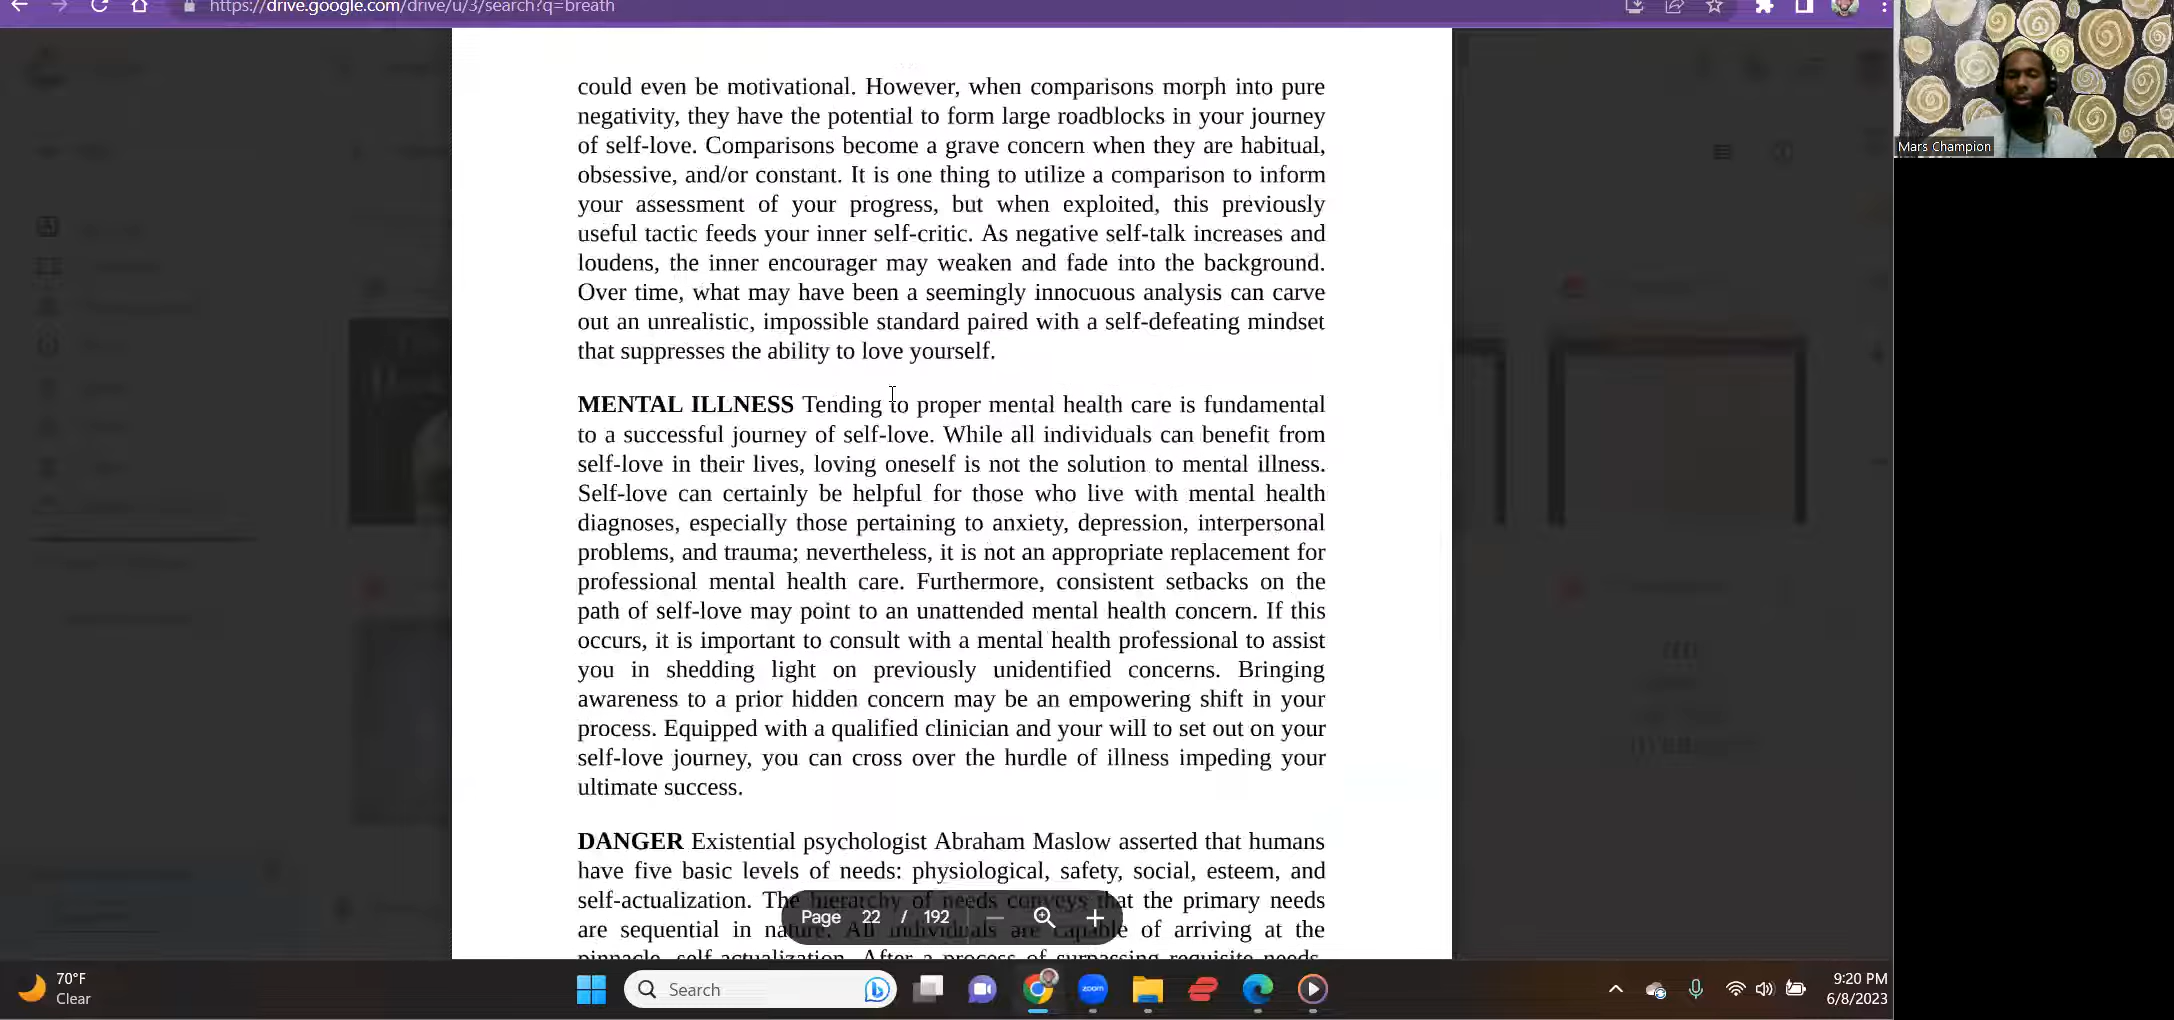 https://drive.google.com/drive/u/3/search?q=breath
Mars Champion
could even be motivational. However, when comparisons morph into pure
negativity, they have the potential to form large roadblocks in your journey
of self-love. Comparisons become a grave concern when they are habitual,
obsessive, and/or constant. It is one thing to utilize a comparison to inform
your assessment of your progress, but when exploited, this previously
useful tactic feeds your inner self-critic. As negative self-talk increases and
loudens, the inner encourager may weaken and fade into the background.
Over time, what may have been a seemingly innocuous analysis can carve
out an unrealistic, impossible standard paired with a self-defeating mindset
that suppresses the ability to love yourself.
MENTAL ILLNESS Tending to proper mental health care is fundamental
to a successful journey of self-love. While all individuals can benefit from
self-love in their lives, loving oneself is not the solution to mental illness.
Self-love can certainly be helpful for those who live with mental health
diagnoses, especially those pertaining to anxiety, depression, interpersonal
problems, and trauma; nevertheless, it is not an appropriate replacement for
professional mental health care. Furthermore, consistent setbacks on the
path of self-love may point to an unattended mental health concern. If this
occurs, it is important to consult with a mental health professional to assist
you in shedding light on previously unidentified concerns. Bringing
awareness to a prior hidden concern may be an empowering shift in your
process. Equipped with a qualified clinician and your will to set out on your
self-love journey, you can cross over the hurdle of illness impeding your
ultimate success.
DANGER Existential psychologist Abraham Maslow asserted that humans
have five basic levels of needs: physiological, safety, social, esteem, and
self-actualization. The hierarchy of needs conveys that the primary needs
are sequential in nature. All individuals are capable of arriving at the
pinnacle, self-actualization. After a process of surpassing requisite needs,
Page 22 / 192
70°F
Clear
Search
zoom
9:20 PM
6/8/2023